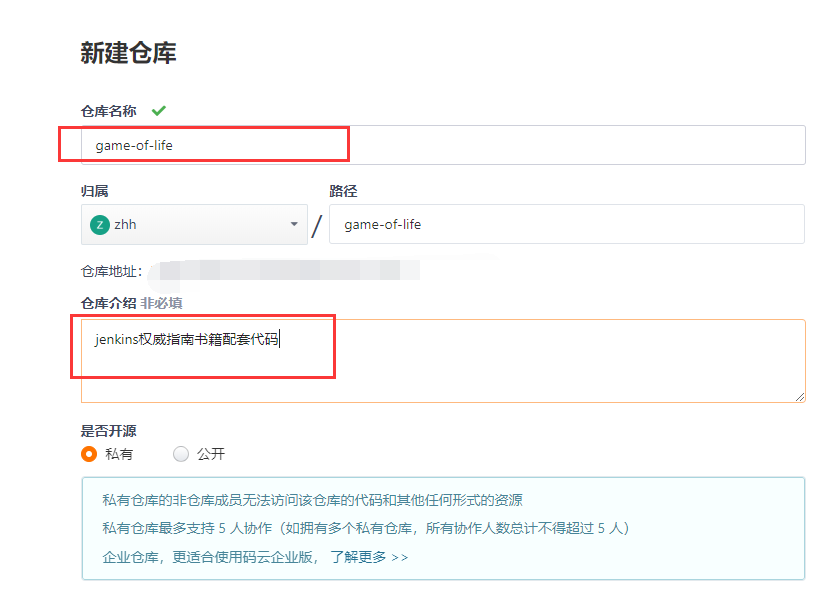 新建仓库
仓库名称
game-of-life
归属 路径
Z zhh / game-of-life
仓库地址：
仓库介绍 非必填
jenkins权威指南书籍配套代码
是否开源
私有 公开
私有仓库的非仓库成员无法访问该仓库的代码和其他任何形式的资源
私有仓库最多支持 5 人协作（如拥有多个私有仓库，所有协作人数总计不得超过 5 人）
企业仓库，更适合使用码云企业版， 了解更多 >>